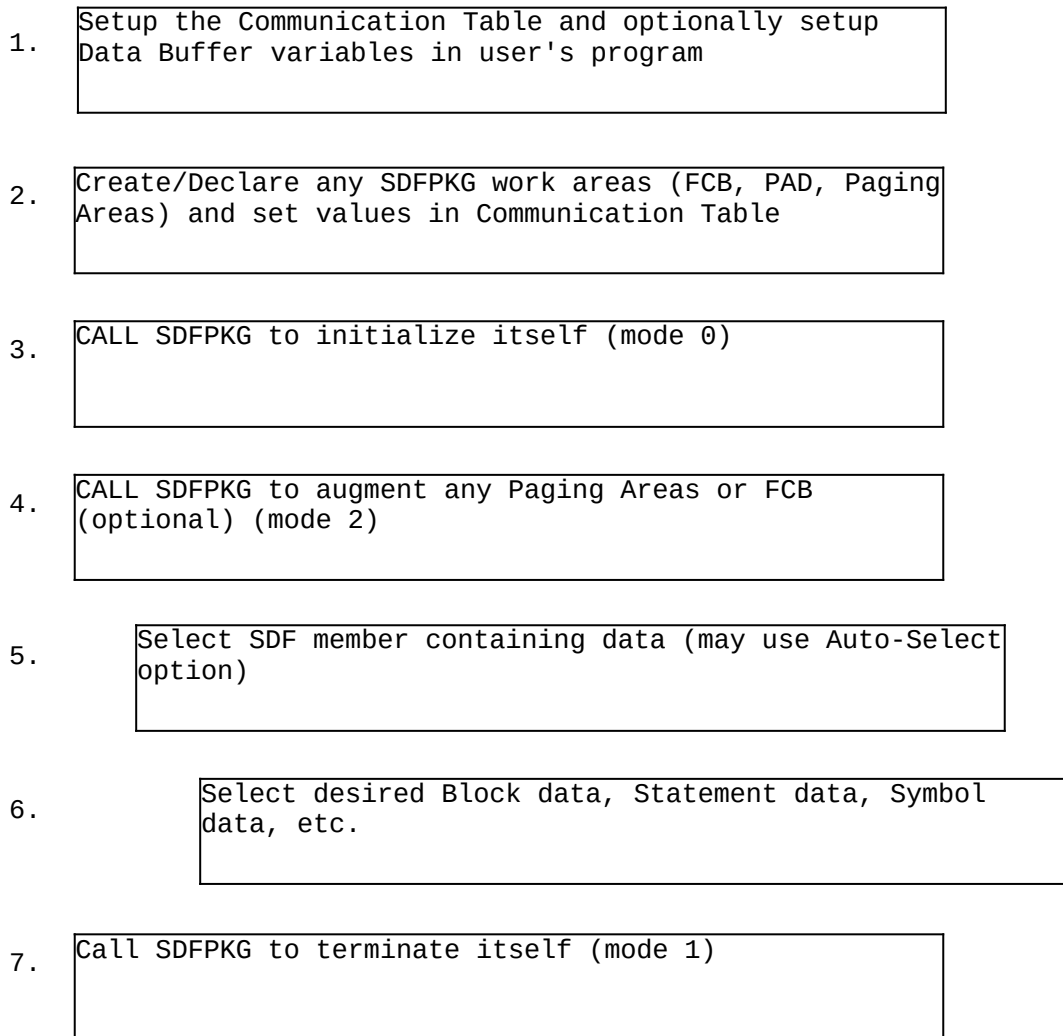 1. Setup the Communication Table and optionally setup
Data Buffer variables in user's program
2. Create/Declare any SDFPKG work areas (FCB, PAD, Paging
Areas) and set values in Communication Table
3. CALL SDFPKG to initialize itself (mode 0)
4. CALL SDFPKG to augment any Paging Areas or FCB
(optional) (mode 2)
5. Select SDF member containing data (may use Auto-Select
option)
6. Select desired Block data, Statement data, Symbol
data, etc.
7. Call SDFPKG to terminate itself (mode 1)